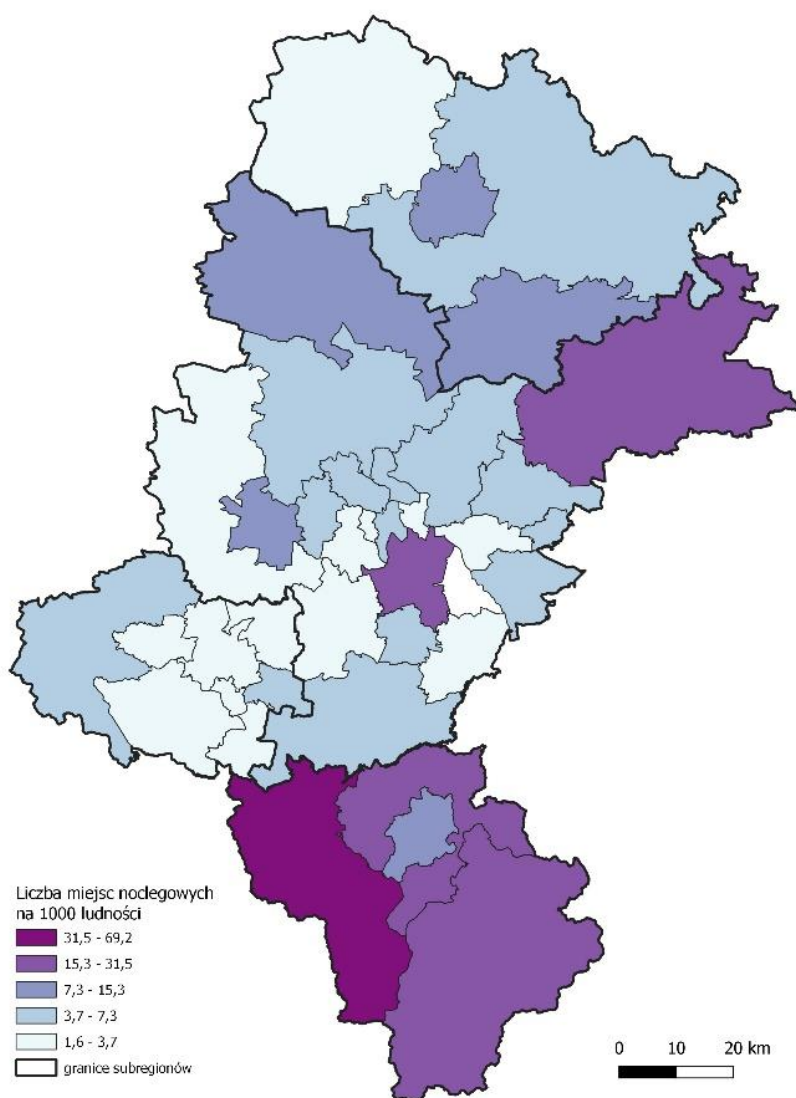 Liczba miejsc noclegowych
na 1000 ludności
31,5 - 69,2
15,3 - 31,5
7,3 - 15,3
3,7 - 7,3
1,6 - 3,7
granice subregionów
0 10 20 km